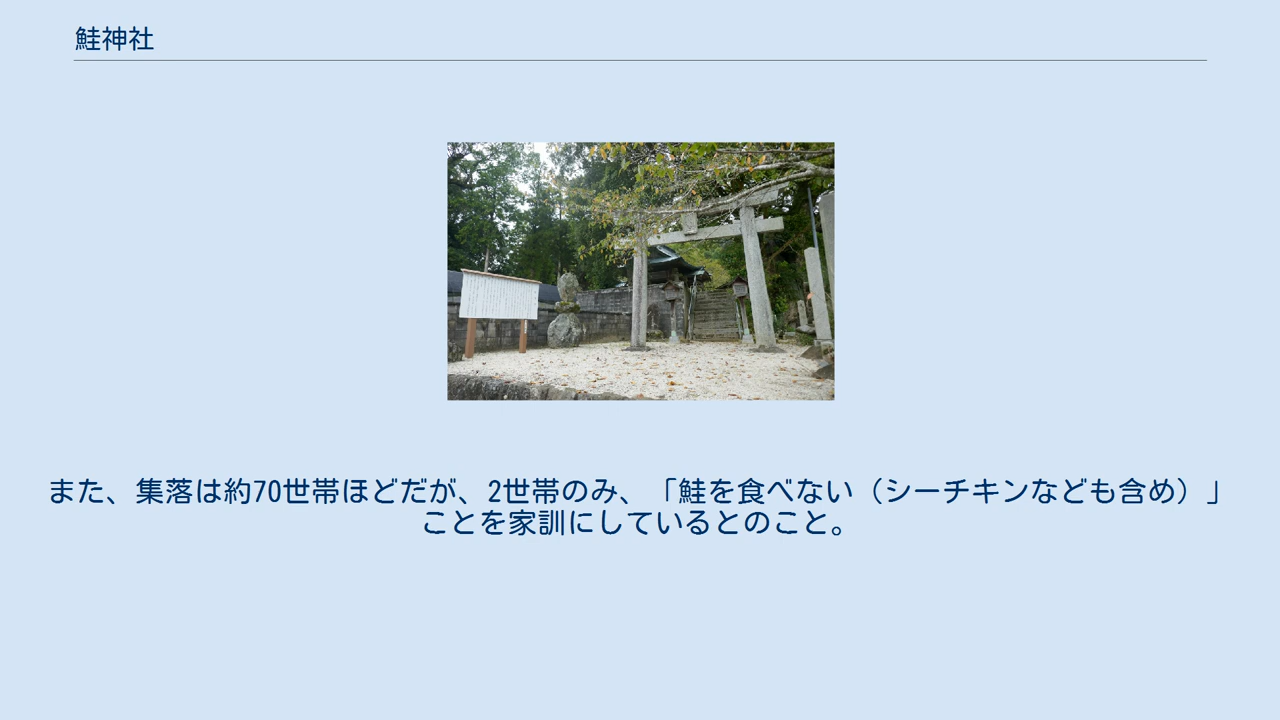 鮭神社
また、集落は約70世帯ほどだが、2世帯のみ、「鮭を食べない（シーチキンなども含め）」
ことを家訓にしているとのこと。